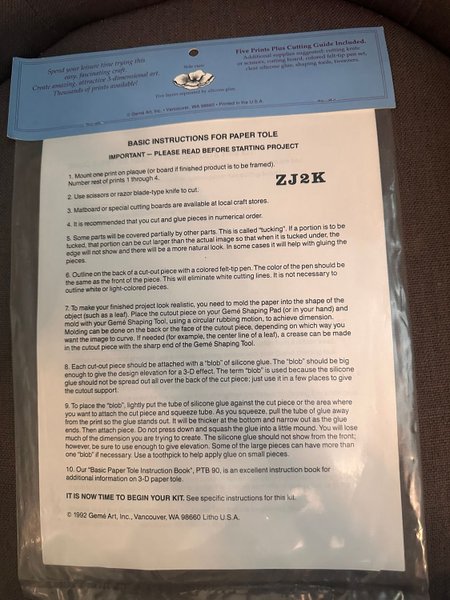 Spend your leisure time trying this
easy, fascinating craft
Create amazing, attractive 3-dimensional art.
Thousands of prints available!
Side view
Five layers separated by silicone glue.
Five Prints Plus Cutting Guide Included.
Additional supplies suggested: cutting knife
or scissors, cutting board, colored felt-tip pen set,
clear silicone glue, shaping tools, tweezers.
© Gemé Art, Inc. • Vancouver, WA 98660 • Printed in the U.S.A.
BASIC INSTRUCTIONS FOR PAPER TOLE
IMPORTANT — PLEASE READ BEFORE STARTING PROJECT
1. Mount one print on plaque (or board if finished product is to be framed).
Number rest of prints 1 through 4.
ZJ2K
2. Use scissors or razor blade-type knife to cut.
3. Matboard or special cutting boards are available at local craft stores.
4. It is recommended that you cut and glue pieces in numerical order.
5. Some parts will be covered partially by other parts. This is called "tucking". If a portion is to be
tucked, that portion can be cut larger than the actual image so that when it is tucked under, the
edge will not show and there will be a more natural look. In some cases it will help with gluing the
pieces.
6. Outline on the back of a cut-out piece with a colored felt-tip pen. The color of the pen should be
the same as the front of the piece. This will eliminate white cutting lines. It is not necessary to
outline white or light-colored pieces.
7. To make your finished project look realistic, you need to mold the paper into the shape of the
object (such as a leaf). Place the cutout piece on your Gemé Shaping Pad (or in your hand) and
mold with your Gemé Shaping Tool, using a circular rubbing motion, to achieve dimension.
Molding can be done on the back or the face of the cutout piece, depending on which way you
want the image to curve. If needed (for example, the center line of a leaf), a crease can be made
in the cutout piece with the sharp end of the Gemé Shaping Tool.
8. Each cut-out piece should be attached with a "blob" of silicone glue. The "blob" should be big
enough to give the design elevation for a 3-D effect. The term "blob" is used because the silicone
glue should not be spread out all over the back of the cut piece; just use it in a few places to give
the cutout support.
9. To place the "blob", lightly put the tube of silicone glue against the cut piece or the area where
you want to attach the cut piece and squeeze tube. As you squeeze, pull the tube of glue away
from the print so the glue stands out. It will be thicker at the bottom and narrow out as the glue
ends. Then attach piece. Do not press down and squash the glue into a little mound. You will lose
much of the dimension you are trying to create. The silicone glue should not show from the front;
however, be sure to use enough to give elevation. Some of the large pieces can have more than
one "blob" if necessary. Use a toothpick to help apply glue on small pieces.
10. Our "Basic Paper Tole Instruction Book", PTB 90, is an excellent instruction book for
additional information on 3-D paper tole.
IT IS NOW TIME TO BEGIN YOUR KIT. See specific instructions for this kit.
© 1992 Gemé Art, Inc., Vancouver, WA 98660 Litho U.S.A.